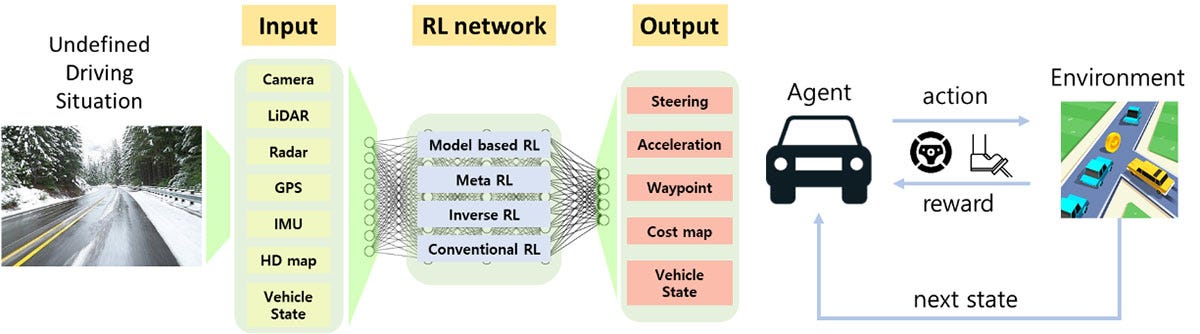 Undefined
Driving
Situation
Input
Camera
LiDAR
Radar
GPS
IMU
HD map
Vehicle
State
RL network
Model based RL
Meta RL
Inverse RL
Conventional RL
Output
Steering
Acceleration
Waypoint
Cost map
Vehicle
State
Agent
action
reward
Environment
next state